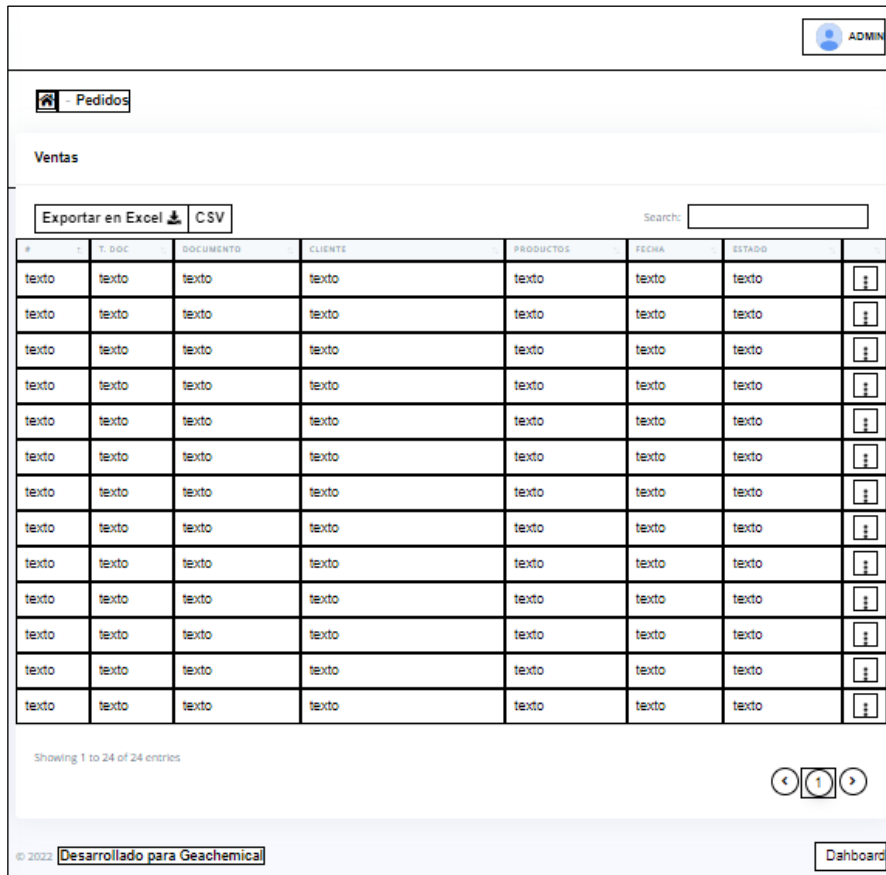 ADMIN
- Pedidos
Ventas
Exportar en Excel CSV Search:
# T. DOC DOCUMENTO CLIENTE PRODUCTOS FECHA ESTADO
texto texto texto texto texto texto texto
texto texto texto texto texto texto texto
texto texto texto texto texto texto texto
texto texto texto texto texto texto texto
texto texto texto texto texto texto texto
texto texto texto texto texto texto texto
texto texto texto texto texto texto texto
texto texto texto texto texto texto texto
texto texto texto texto texto texto texto
texto texto texto texto texto texto texto
texto texto texto texto texto texto texto
texto texto texto texto texto texto texto
texto texto texto texto texto texto texto
Showing 1 to 24 of 24 entries
1
© 2022 Desarrollado para Geachemical Dahboard